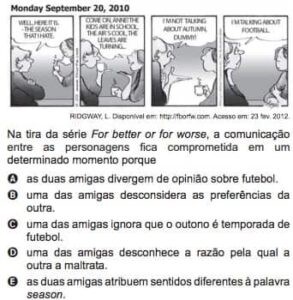 Monday September 20, 2010
WELL, HERE IT IS.
-THE SEASON
THAT I HATE.
COME ON, ANNE! THE
KIDS ARE IN SCHOOL,
THE AIR'S COOL, THE
LEAVES ARE
TURNING...
I'M NOT TALKING
ABOUT AUTUMN,
DUMMY!
I'M TALKING ABOUT
FOOTBALL.
RIDGWAY, L. Disponível em: http://fborfw.com. Acesso em: 23 fev. 2012.
Na tira da série For better or for worse, a comunicação
entre as personagens fica comprometida em um
determinado momento porque
A as duas amigas divergem de opinião sobre futebol.
B uma das amigas desconsidera as preferências da
outra.
C uma das amigas ignora que o outono é temporada de
futebol.
D uma das amigas desconhece a razão pela qual a
outra a maltrata.
E as duas amigas atribuem sentidos diferentes à palavra
season.